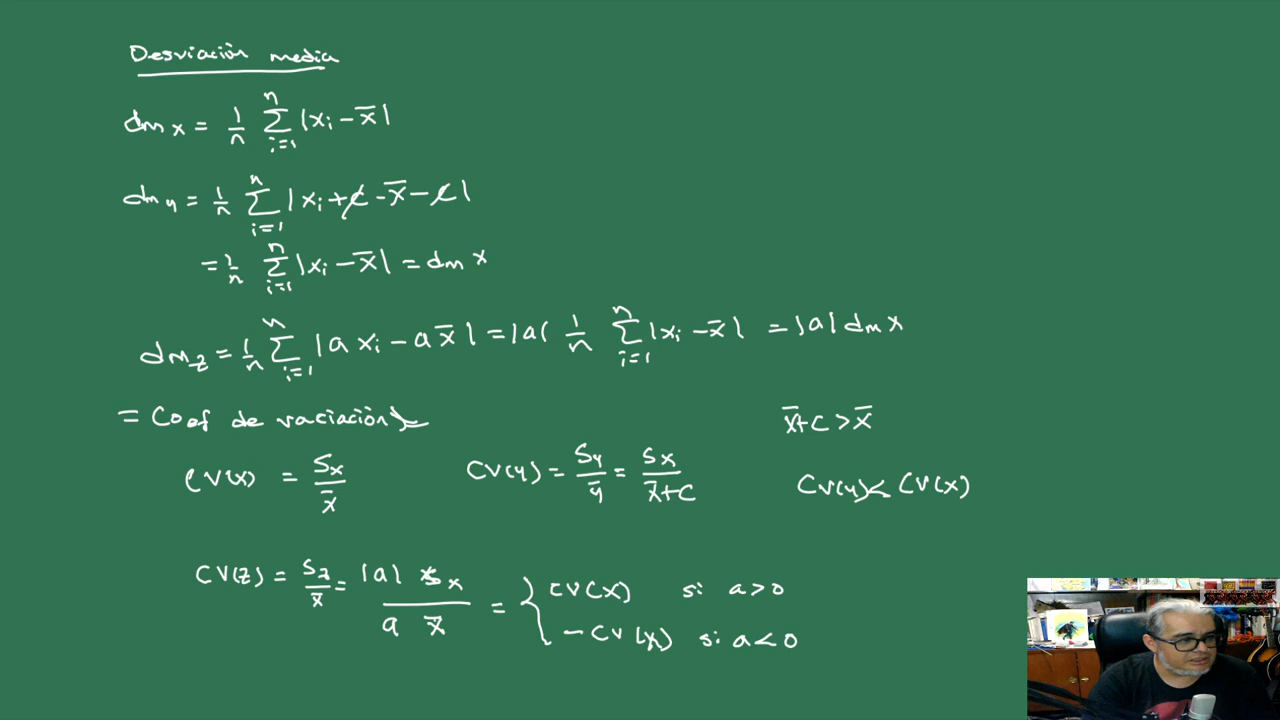 Desviación media
dm x = 1/n Σ_{i=1}^{n} |xi - x̄|
dm y = 1/n Σ_{i=1}^{n} |xi + c - x̄ - c|
= 1/n Σ_{i=1}^{n} |xi - x̄| = dm x
dm z = 1/n Σ_{i=1}^{n} |a xi - a x̄| = |a| 1/n Σ_{i=1}^{n} |xi - x̄| = |a| dm x
= Coef de variación
x̄+c > x̄
CV(x) = Sx/x̄
CV(y) = Sy/ȳ = Sx/(x̄+c)
CV(y) < CV(x)
CV(z) = Sz/x̄ = |a| Sx / a x̄ = { CV(x) si a > 0
-CV(x) si a < 0